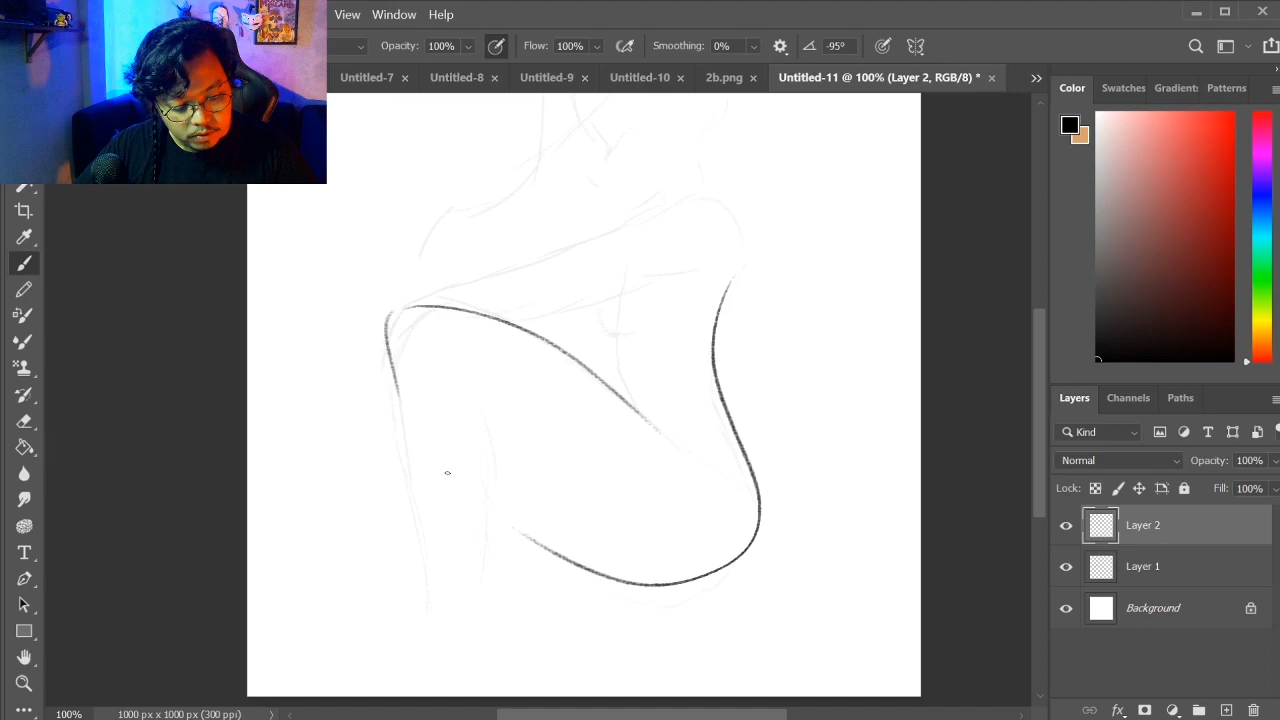 View Window Help
Opacity: 100% Flow: 100% Smoothing: 0% -95°
Untitled-7 × Untitled-8 × Untitled-9 × Untitled-10 × 2b.png × Untitled-11 @ 100% (Layer 2, RGB/8) * ×
Color Swatches Gradient: Patterns
Layers Channels Paths
Kind
Normal Opacity: 100%
Lock: Fill: 100%
Layer 2
Layer 1
Background
100% 1000 px x 1000 px (300 ppi)